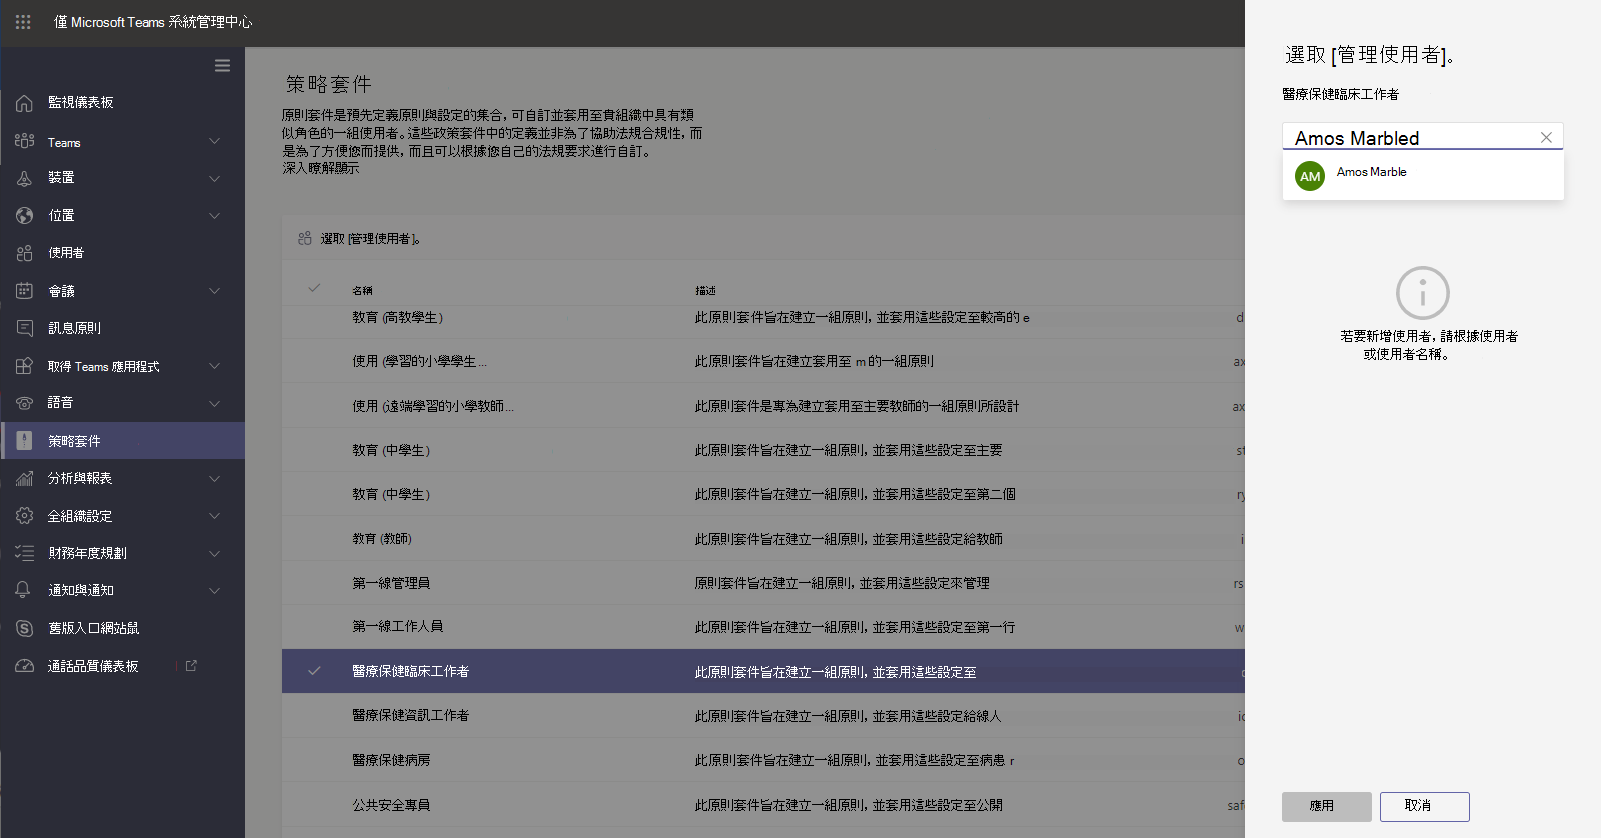 僅 Microsoft Teams 系統管理中心
監視儀表板
Teams
裝置
位置
使用者
會議
訊息原則
取得 Teams 應用程式
語音
策略套件
分析與報表
全組織設定
財務年度規劃
通知與通知
舊版入口網站鼠
通話品質儀表板
策略套件
原則套件是預先定義原則與設定的集合，可自訂並套用至貴組織中具有類
似角色的一組使用者。這些政策套件中的定義並非為了協助法規合規性，而
是為了方便您而提供，而且可以根據您自己的法規要求進行自訂。
深入瞭解顯示
選取 [管理使用者]。
名稱 描述
教育 (高教學生) 此原則套件旨在建立一組原則，並套用這些設定至較高的 e d
使用 (學習的小學學生... 此原則套件旨在建立套用至 m 的一組原則 ax
使用 (遠端學習的小學教師... 此原則套件是專為建立套用至主要教師的一組原則所設計 ax
教育 (中學生) 此原則套件旨在建立一組原則，並套用這些設定至主要 st
教育 (中學生) 此原則套件旨在建立一組原則，並套用這些設定至第二個 ry
教育 (教師) 此原則套件旨在建立一組原則，並套用這些設定給教師 i
第一線管理員 原則套件旨在建立一組原則，並套用這些設定來管理 rs
第一線工作人員 此原則套件旨在建立一組原則，並套用這些設定至第一行 w
醫療保健臨床工作者 此原則套件旨在建立一組原則，並套用這些設定至
醫療保健資訊工作者 此原則套件旨在建立一組原則，並套用這些設定給線人
醫療保健病房 此原則套件旨在建立一組原則，並套用這些設定至病患 r o
公共安全專員 此原則套件旨在建立一組原則，並套用這些設定至公開 saf
選取 [管理使用者]。
醫療保健臨床工作者
Amos Marbled
AM Amos Marble
若要新增使用者，請根據使用者
或使用者名稱。
應用 取消